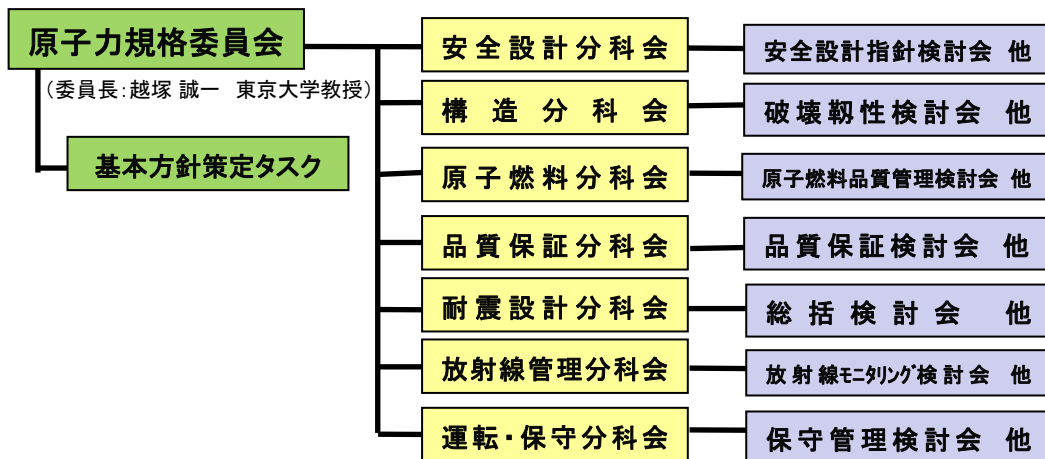 原子力規格委員会
（委員長：越塚 誠一 東京大学教授）
基本方針策定タスク
安全設計分科会
安全設計指針検討会 他
構造分科会
破壊靱性検討会 他
原子燃料分科会
原子燃料品質管理検討会 他
品質保証分科会
品質保証検討会 他
耐震設計分科会
総括検討会 他
放射線管理分科会
放射線ﾓﾆﾀﾘﾝｸﾞ検討会 他
運転・保守分科会
保守管理検討会 他